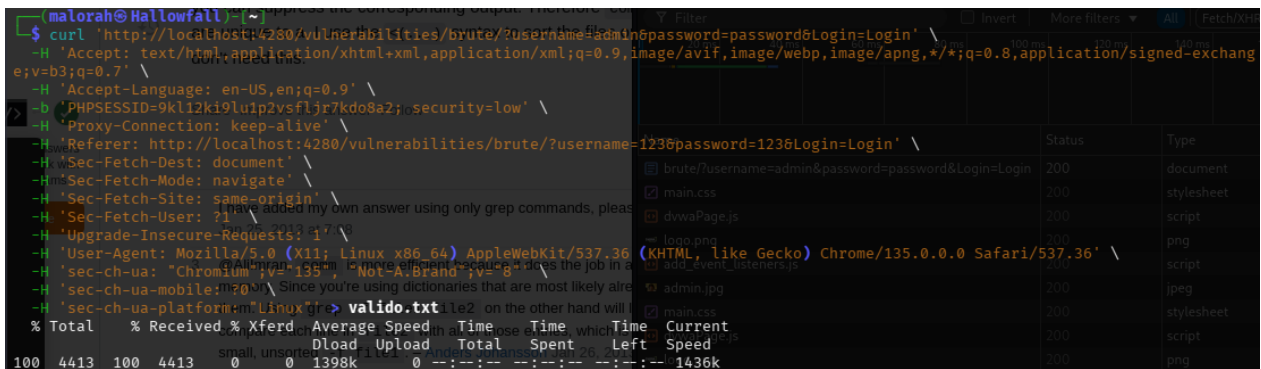 (malorah㉿Hallowfall)-[~]
$ curl 'http://localhost:4280/vulnerabilities/brute/?username=admin&password=password&Login=Login' \
-H 'Accept: text/html,application/xhtml+xml,application/xml;q=0.9,image/avif,image/webp,image/apng,*/*;q=0.8,application/signed-exchang
e;v=b3;q=0.7' \
-H 'Accept-Language: en-US,en;q=0.9' \
-b 'PHPSESSID=9kl12ki9lu1p2vsfljr7kdo8a2; security=low' \
-H 'Proxy-Connection: keep-alive' \
-H 'Referer: http://localhost:4280/vulnerabilities/brute/?username=123&password=123&Login=Login' \
-H 'Sec-Fetch-Dest: document' \
-H 'Sec-Fetch-Mode: navigate' \
-H 'Sec-Fetch-Site: same-origin' \
-H 'Sec-Fetch-User: ?1' \
-H 'Upgrade-Insecure-Requests: 1' \
-H 'User-Agent: Mozilla/5.0 (X11; Linux x86_64) AppleWebKit/537.36 (KHTML, like Gecko) Chrome/135.0.0.0 Safari/537.36' \
-H 'sec-ch-ua: "Chromium";v="135", "Not-A.Brand";v="8"' \
-H 'sec-ch-ua-mobile: ?0' \
-H 'sec-ch-ua-platform: "Linux"' > valido.txt
% Total % Received % Xferd Average Speed Time Time Time Current
Dload Upload Total Spent Left Speed
100 4413 100 4413 0 0 1398k 0 --:--:-- --:--:-- --:--:-- 1436k
Filter Invert More filters All Fetch/XHR
Status Type
brute/?username=admin&password=password&Login=Login 200 document
main.css 200 stylesheet
dvwaPage.js 200 script
logo.png 200 png
add_event_listeners.js 200 script
admin.jpg 200 jpeg
main.css 200 stylesheet
200 script
200 png